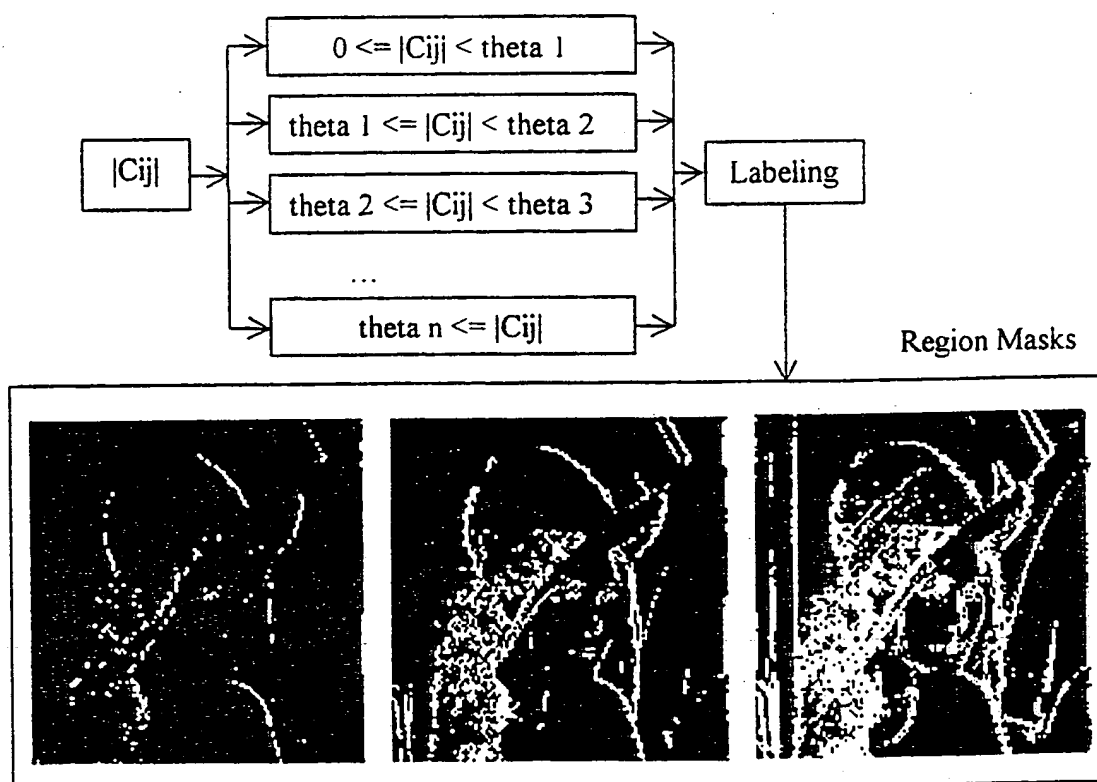 0 <= |Cij| < theta 1
theta 1 <= |Cij| < theta 2
|Cij|
Labeling
theta 2 <= |Cij| < theta 3
...
theta n <= |Cij|
Region Masks